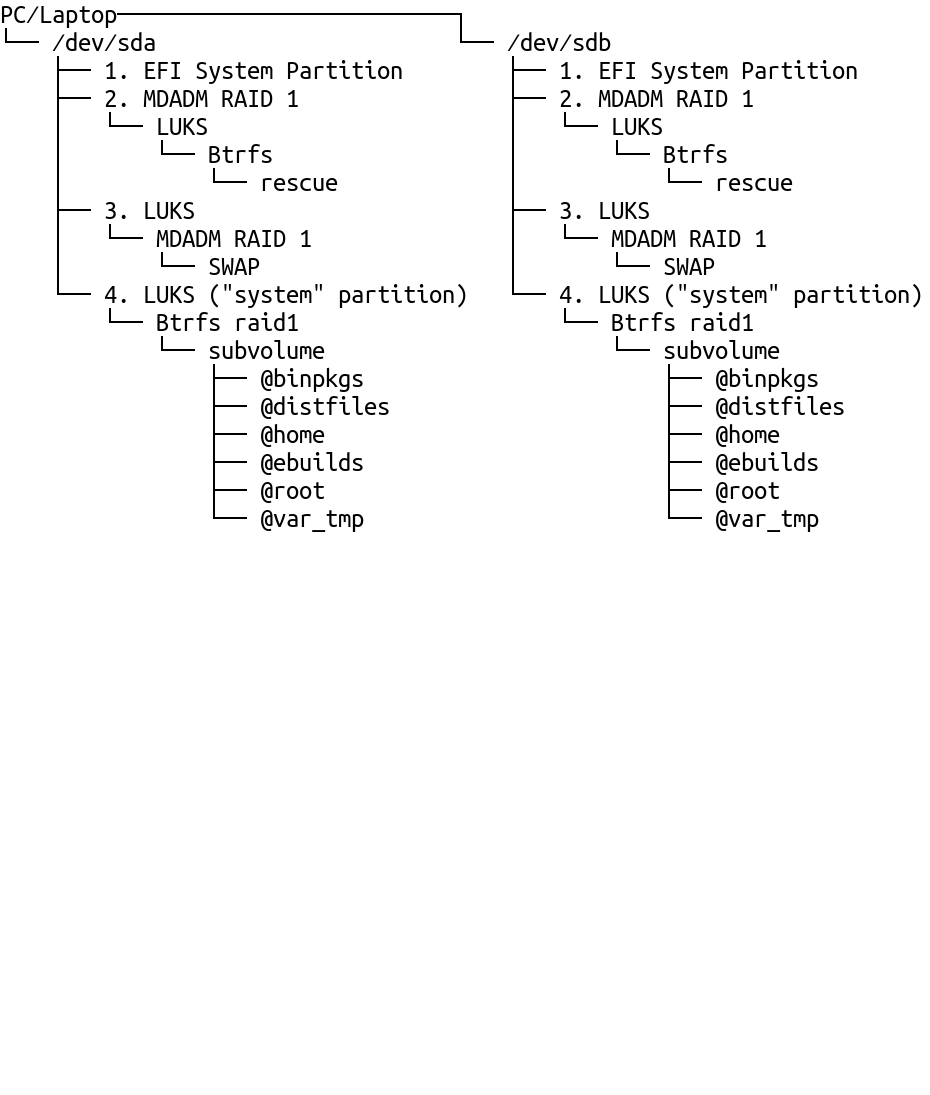 PC/Laptop
/dev/sda /dev/sdb
1. EFI System Partition 1. EFI System Partition
2. MDADM RAID 1 2. MDADM RAID 1
LUKS LUKS
Btrfs Btrfs
rescue rescue
3. LUKS 3. LUKS
MDADM RAID 1 MDADM RAID 1
SWAP SWAP
4. LUKS ("system" partition) 4. LUKS ("system" partition)
Btrfs raid1 Btrfs raid1
subvolume subvolume
@binpkgs @binpkgs
@distfiles @distfiles
@home @home
@ebuilds @ebuilds
@root @root
@var_tmp @var_tmp